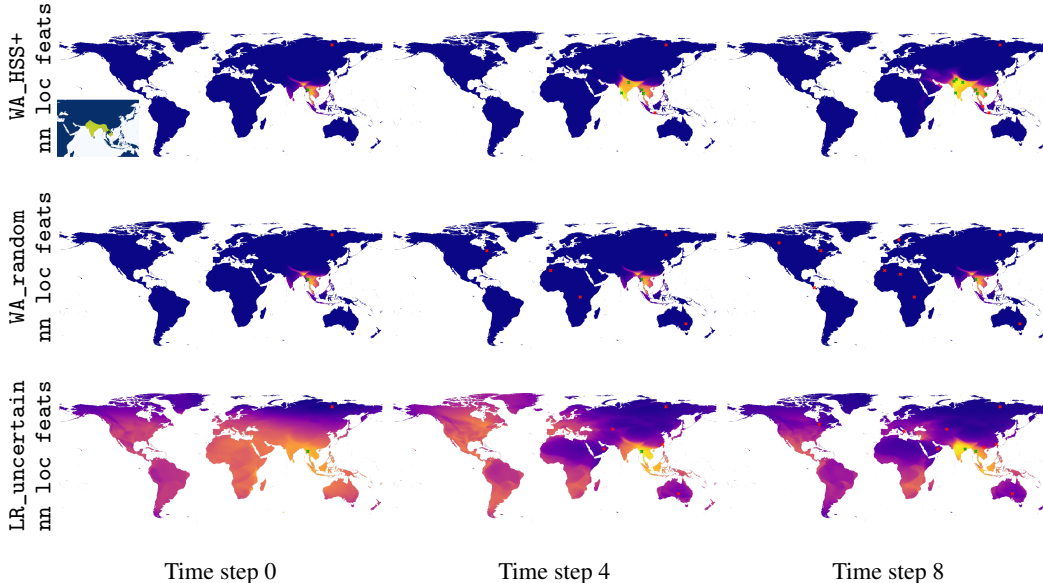 WA_HSS+
nn loc feats
WA_random
nn loc feats
LR_uncertain
nn loc feats
Time step 0
Time step 4
Time step 8